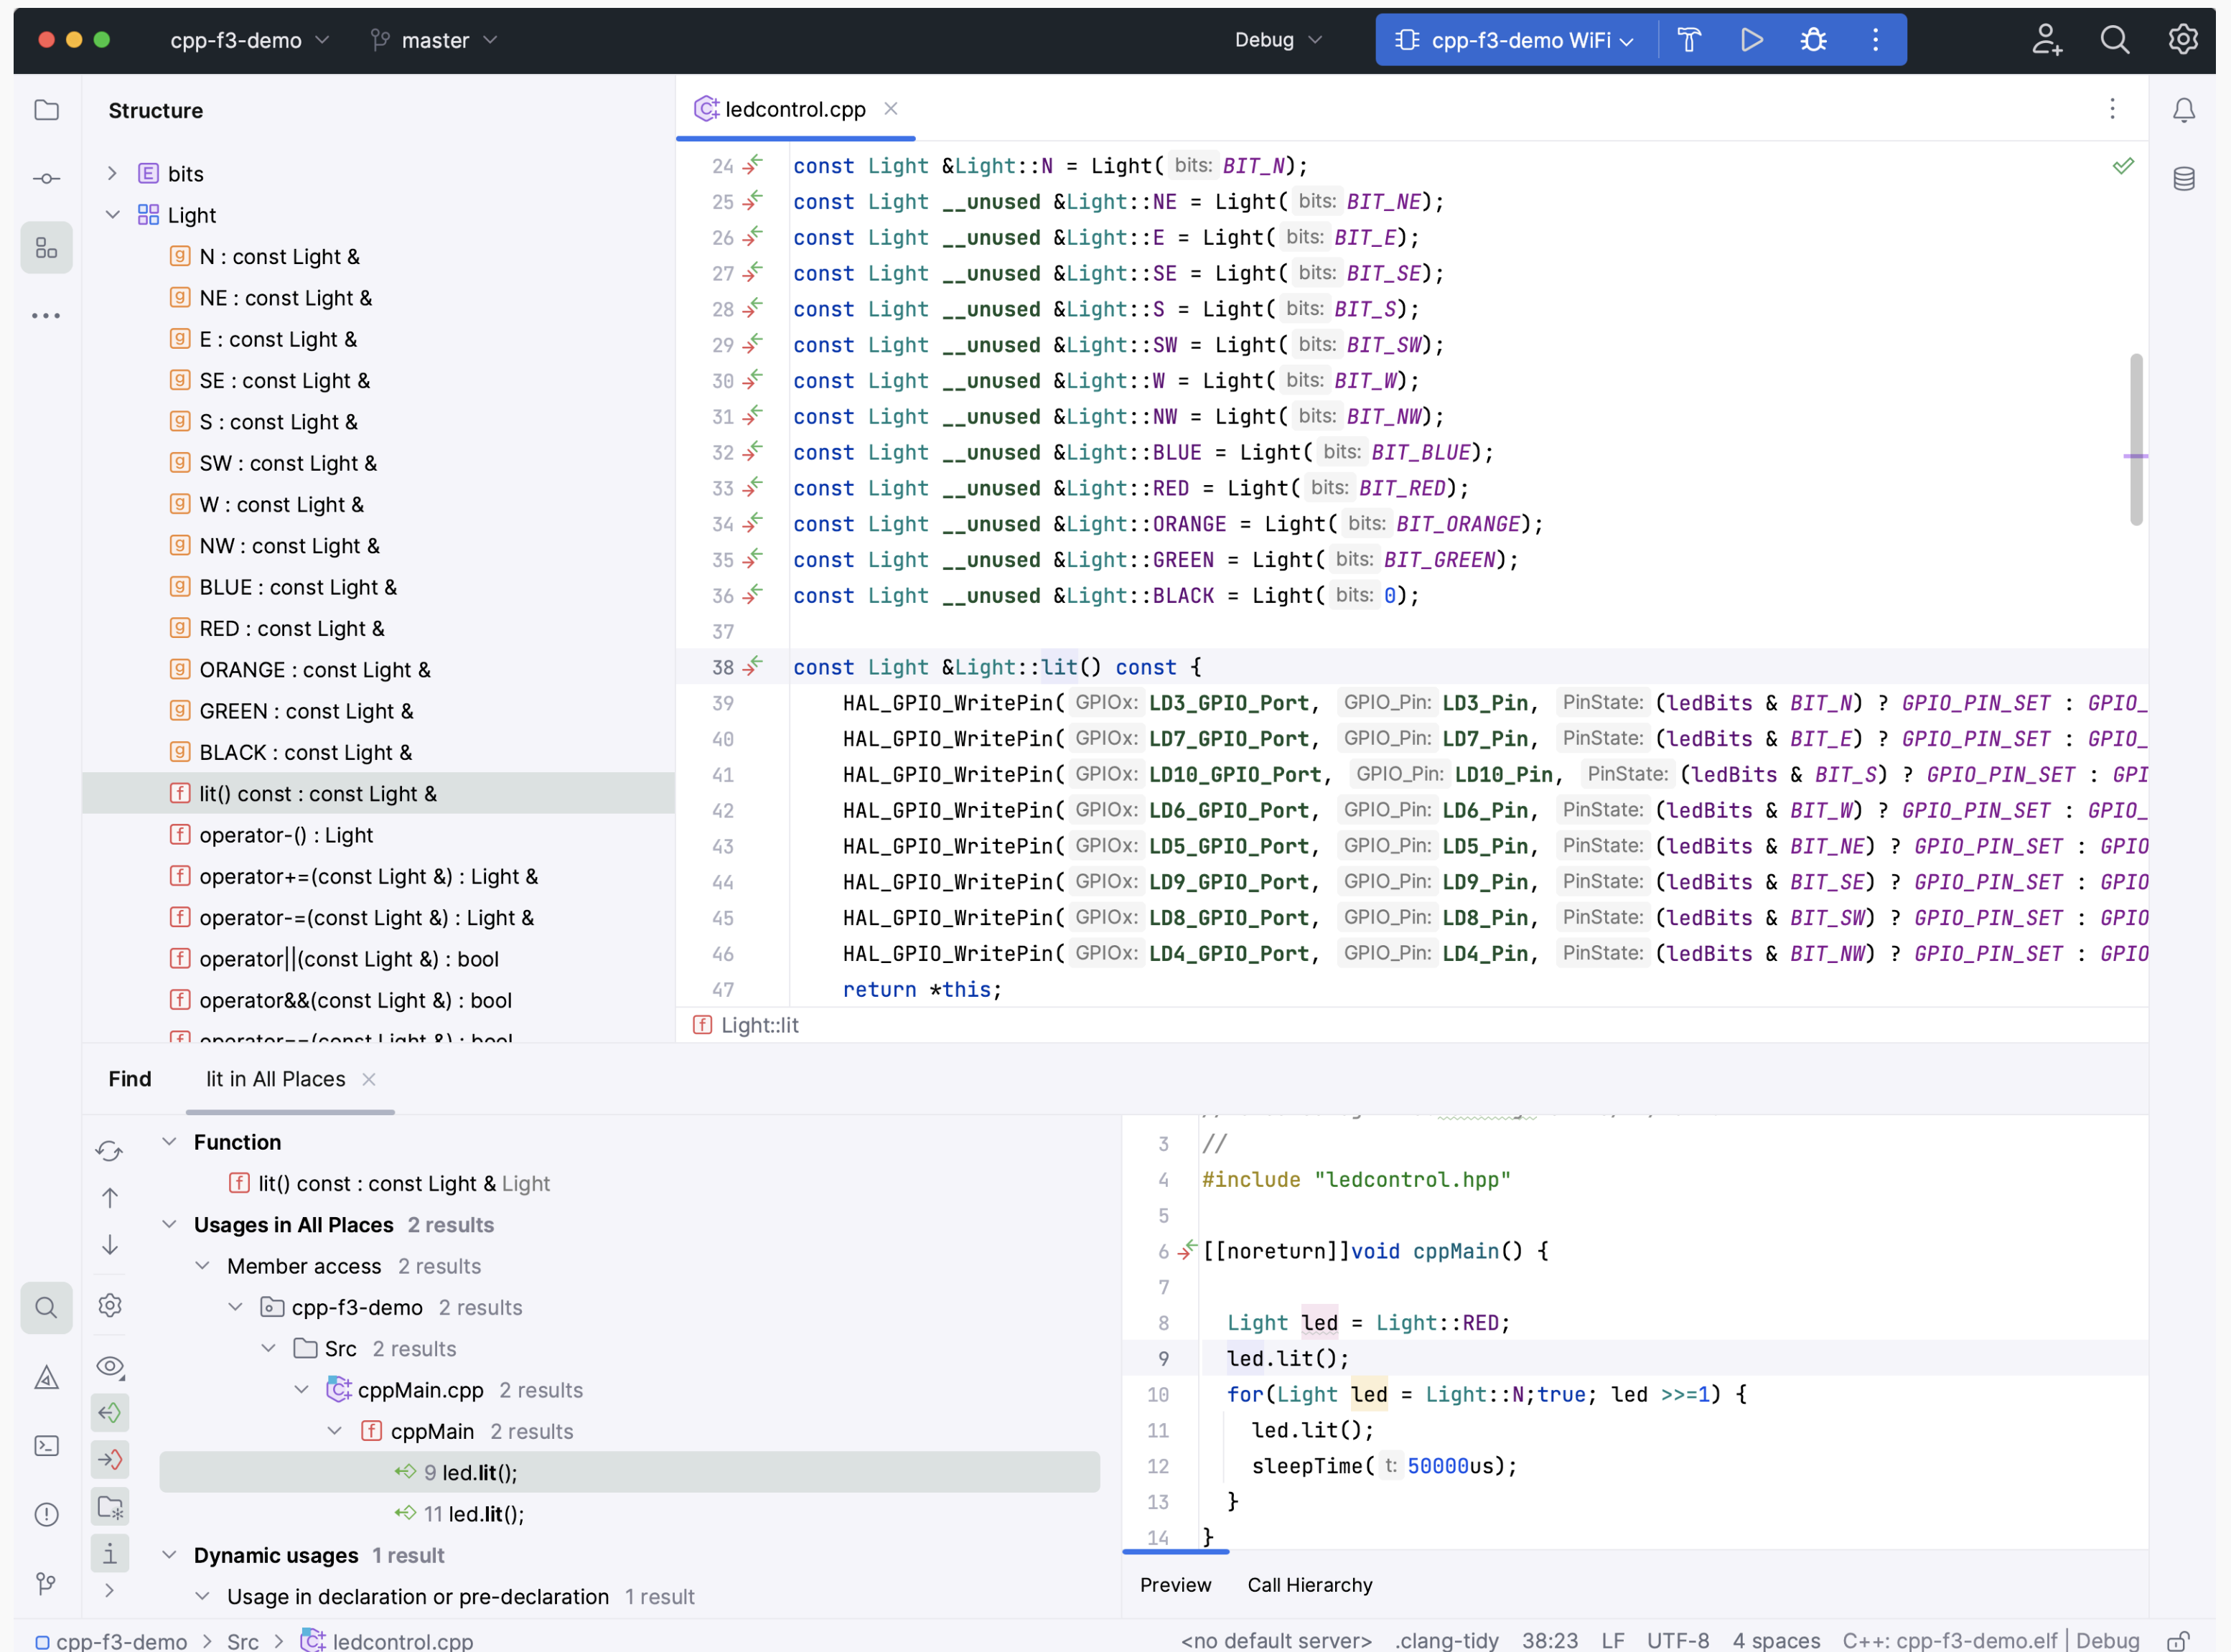 cpp-f3-demo master Debug cpp-f3-demo WiFi
Structure
bits
Light
N : const Light &
NE : const Light &
E : const Light &
SE : const Light &
S : const Light &
SW : const Light &
W : const Light &
NW : const Light &
BLUE : const Light &
RED : const Light &
ORANGE : const Light &
GREEN : const Light &
BLACK : const Light &
lit() const : const Light &
operator-() : Light
operator+=(const Light &) : Light &
operator-=(const Light &) : Light &
operator||(const Light &) : bool
operator&&(const Light &) : bool
operator==(const Light &) : bool
ledcontrol.cpp
24 const Light &Light::N = Light( bits: BIT_N);
25 const Light __unused &Light::NE = Light( bits: BIT_NE);
26 const Light __unused &Light::E = Light( bits: BIT_E);
27 const Light __unused &Light::SE = Light( bits: BIT_SE);
28 const Light __unused &Light::S = Light( bits: BIT_S);
29 const Light __unused &Light::SW = Light( bits: BIT_SW);
30 const Light __unused &Light::W = Light( bits: BIT_W);
31 const Light __unused &Light::NW = Light( bits: BIT_NW);
32 const Light __unused &Light::BLUE = Light( bits: BIT_BLUE);
33 const Light __unused &Light::RED = Light( bits: BIT_RED);
34 const Light __unused &Light::ORANGE = Light( bits: BIT_ORANGE);
35 const Light __unused &Light::GREEN = Light( bits: BIT_GREEN);
36 const Light __unused &Light::BLACK = Light( bits: 0);
37
38 const Light &Light::lit() const {
39 HAL_GPIO_WritePin( GPIOx: LD3_GPIO_Port, GPIO_Pin: LD3_Pin, PinState: (ledBits & BIT_N) ? GPIO_PIN_SET : GPIO_
40 HAL_GPIO_WritePin( GPIOx: LD7_GPIO_Port, GPIO_Pin: LD7_Pin, PinState: (ledBits & BIT_E) ? GPIO_PIN_SET : GPIO_
41 HAL_GPIO_WritePin( GPIOx: LD10_GPIO_Port, GPIO_Pin: LD10_Pin, PinState: (ledBits & BIT_S) ? GPIO_PIN_SET : GPI
42 HAL_GPIO_WritePin( GPIOx: LD6_GPIO_Port, GPIO_Pin: LD6_Pin, PinState: (ledBits & BIT_W) ? GPIO_PIN_SET : GPIO_
43 HAL_GPIO_WritePin( GPIOx: LD5_GPIO_Port, GPIO_Pin: LD5_Pin, PinState: (ledBits & BIT_NE) ? GPIO_PIN_SET : GPIO
44 HAL_GPIO_WritePin( GPIOx: LD9_GPIO_Port, GPIO_Pin: LD9_Pin, PinState: (ledBits & BIT_SE) ? GPIO_PIN_SET : GPIO
45 HAL_GPIO_WritePin( GPIOx: LD8_GPIO_Port, GPIO_Pin: LD8_Pin, PinState: (ledBits & BIT_SW) ? GPIO_PIN_SET : GPIO
46 HAL_GPIO_WritePin( GPIOx: LD4_GPIO_Port, GPIO_Pin: LD4_Pin, PinState: (ledBits & BIT_NW) ? GPIO_PIN_SET : GPIO
47 return *this;
Light::lit
Find lit in All Places
Function
lit() const : const Light & Light
Usages in All Places 2 results
Member access 2 results
cpp-f3-demo 2 results
Src 2 results
cppMain.cpp 2 results
cppMain 2 results
9 led.lit();
11 led.lit();
Dynamic usages 1 result
Usage in declaration or pre-declaration 1 result
3 //
4 #include "ledcontrol.hpp"
5
6 [[noreturn]]void cppMain() {
7
8 Light led = Light::RED;
9 led.lit();
10 for(Light led = Light::N;true; led >>=1) {
11 led.lit();
12 sleepTime( t: 50000us);
13 }
14 }
Preview Call Hierarchy
cpp-f3-demo > Src > ledcontrol.cpp <no default server> .clang-tidy 38:23 LF UTF-8 4 spaces C++: cpp-f3-demo.elf | Debug